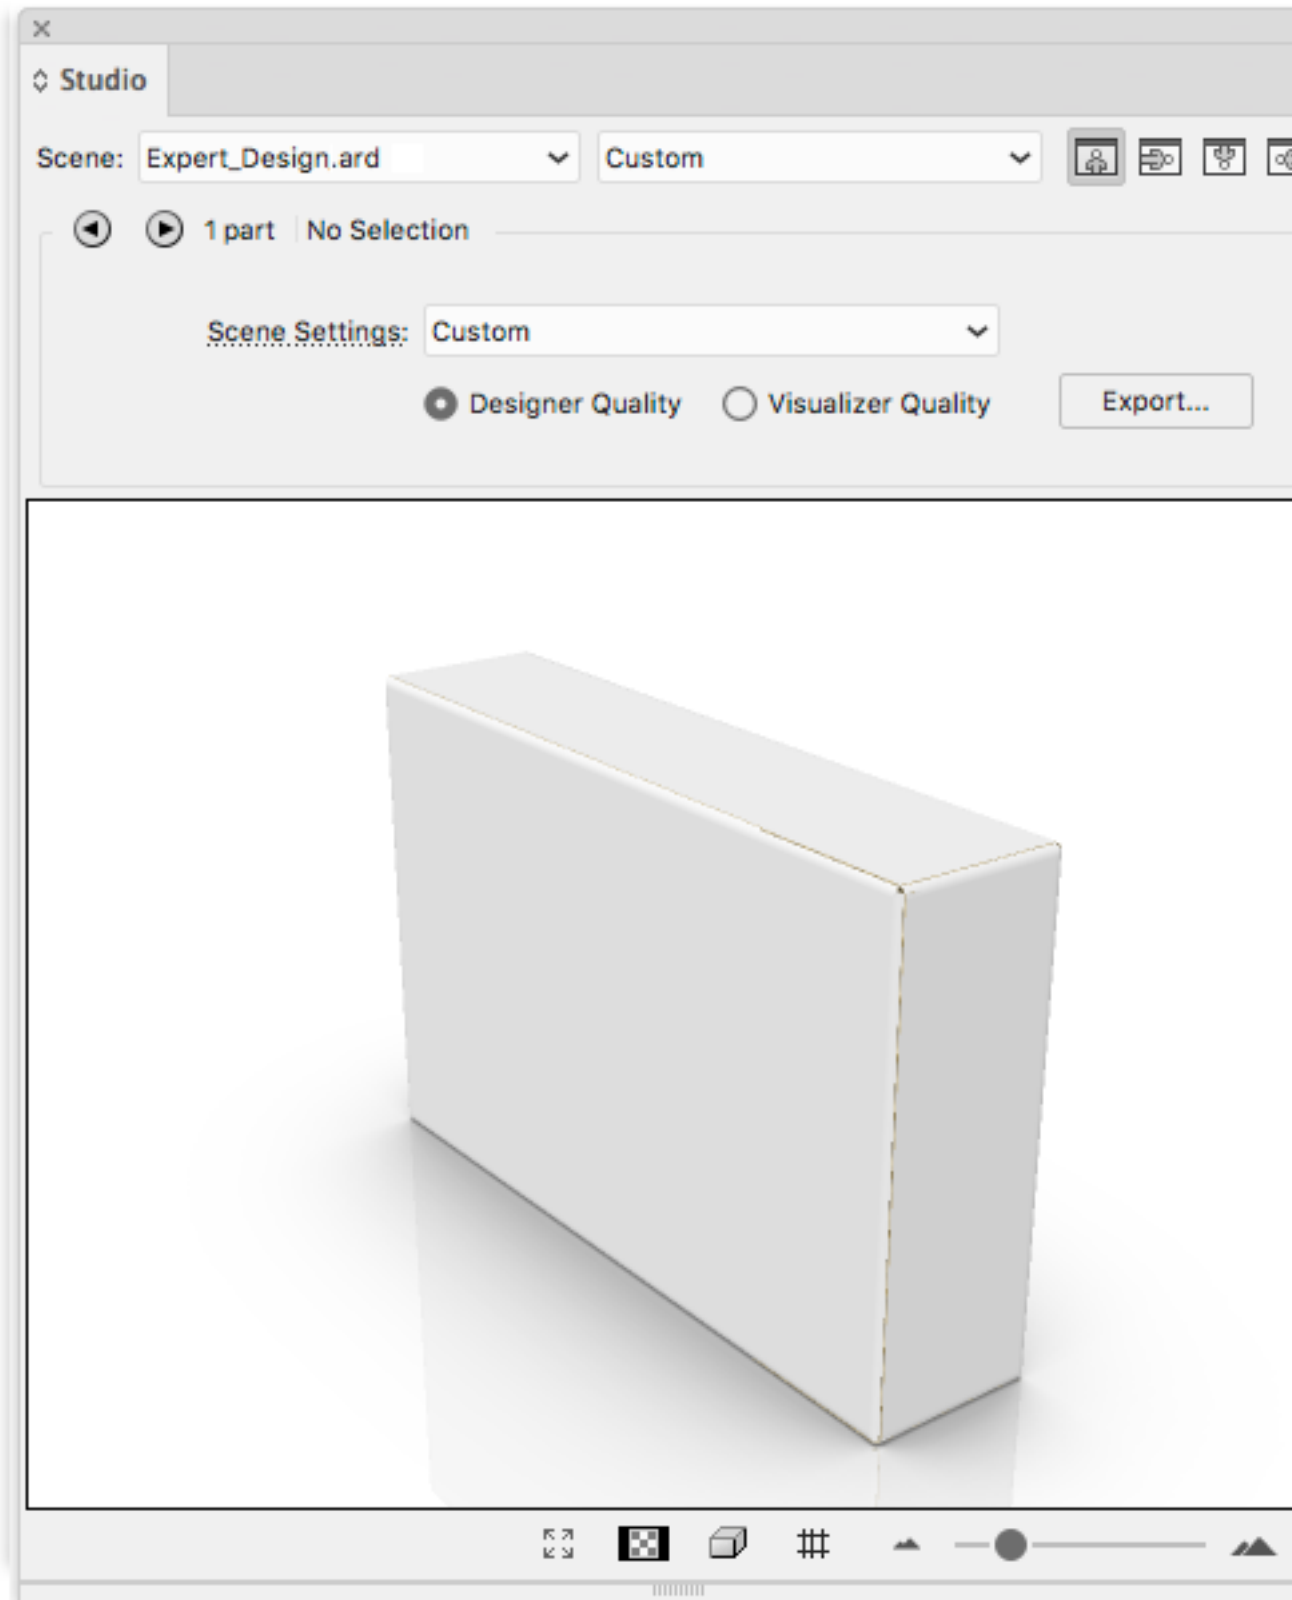 Studio
Scene: Expert_Design.ard Custom
1 part No Selection
Scene Settings: Custom
Designer Quality Visualizer Quality Export...